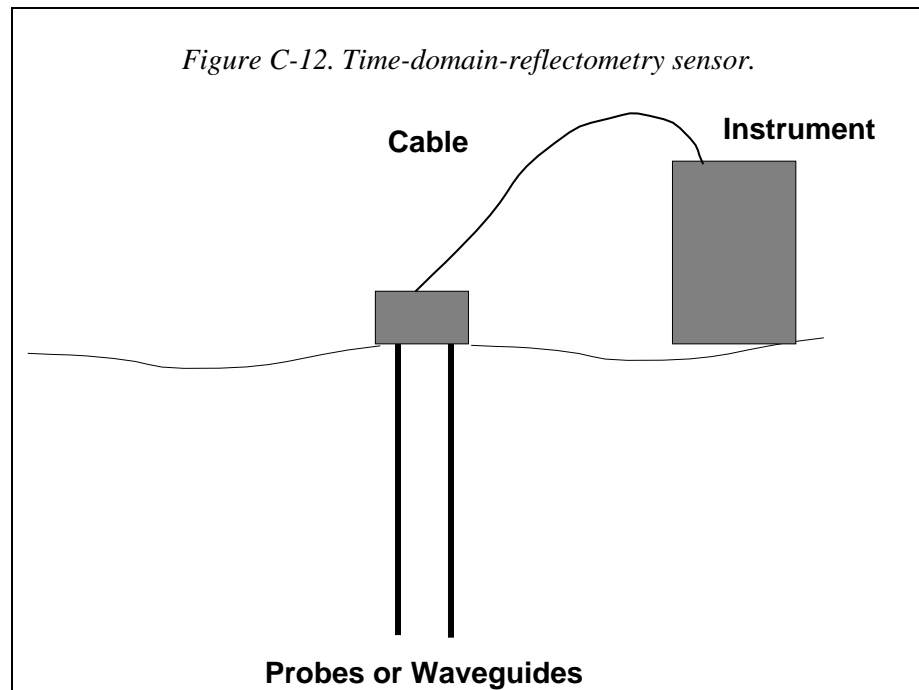 Figure C-12. Time-domain-reflectometry sensor.
Cable
Instrument
Probes or Waveguides